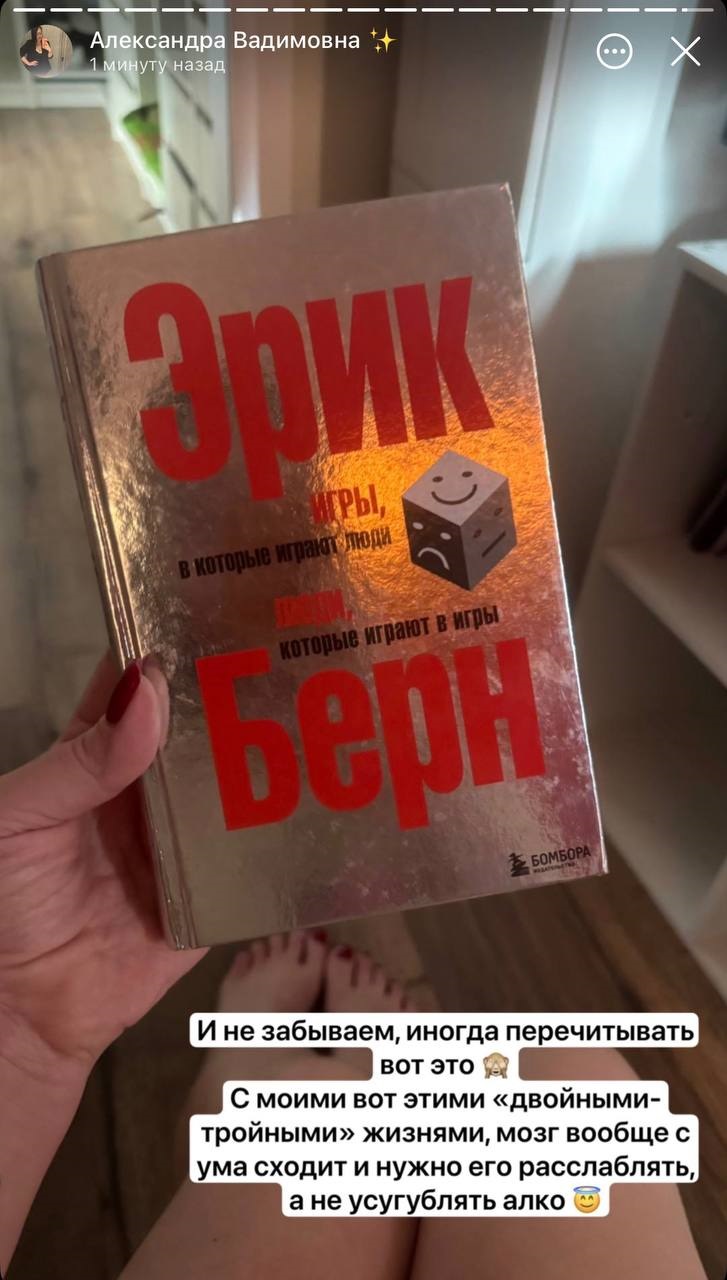 Александра Вадимовна ✨
1 минуту назад
Эрик
ИГРЫ,
в которые играют люди
люди,
которые играют в игры
Берн
БОМБОРА
ИЗДАТЕЛЬСТВО
И не забываем, иногда перечитывать
вот это 🙈
С моими вот этими «двойными-
тройными» жизнями, мозг вообще с
ума сходит и нужно его расслаблять,
а не усугублять алко 😇